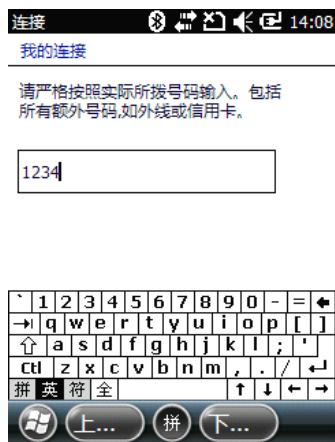 连接 14:08
我的连接
请严格按照实际所拨号码输入。包括
所有额外号码,如外线或信用卡。
1234
` 1 2 3 4 5 6 7 8 9 0 - =
q w e r t y u i o p [ ]
a s d f g h j k l ; '
Ctl z x c v b n m , . /
拼 英 符 全
上... 拼 下...